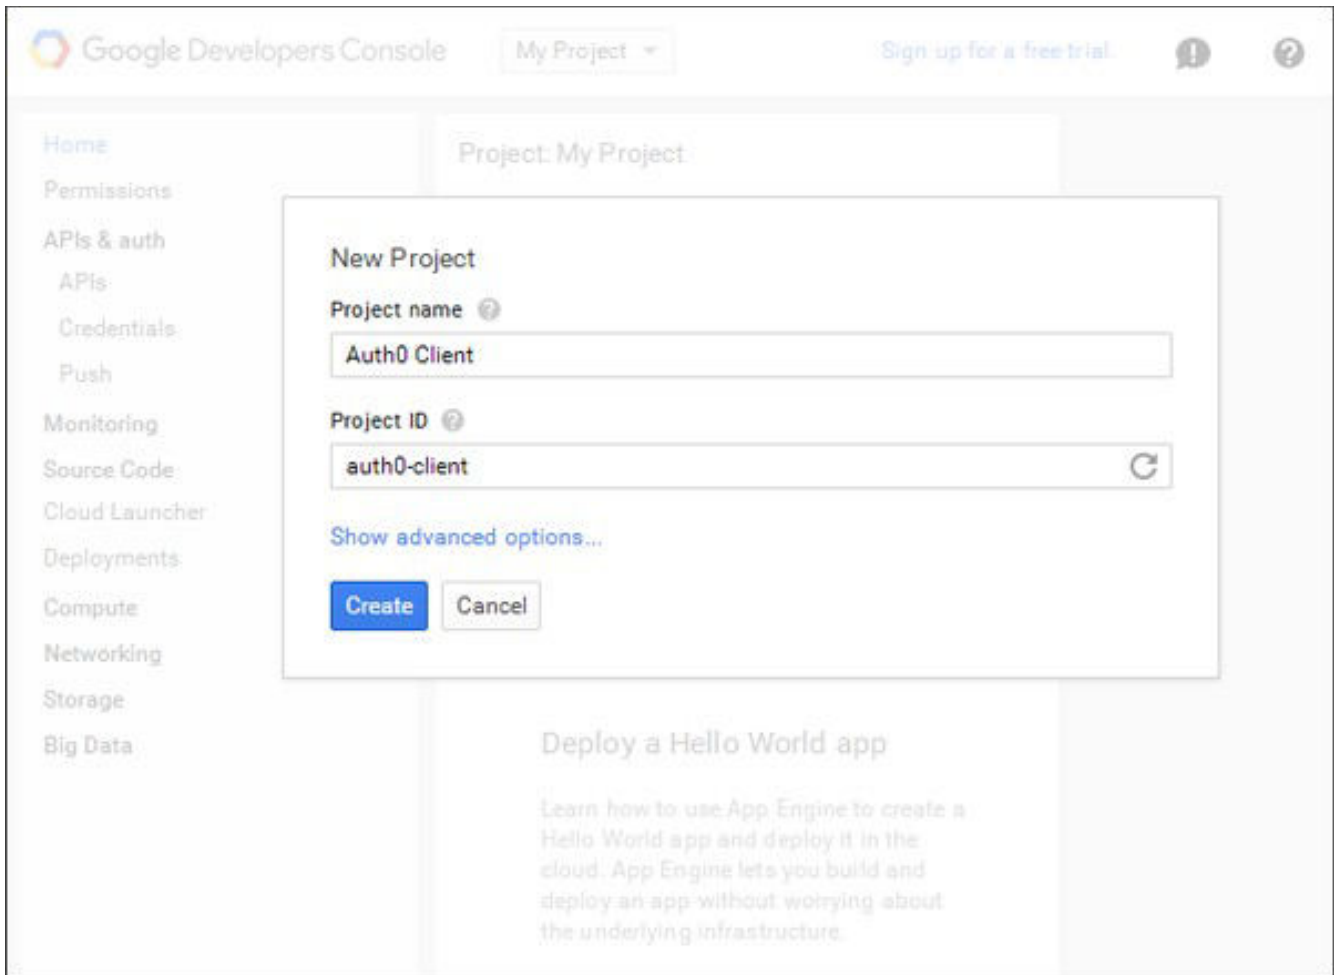 Google Developers Console
My Project
Sign up for a free trial.
Home
Permissions
APIs & auth
APIs
Credentials
Push
Monitoring
Source Code
Cloud Launcher
Deployments
Compute
Networking
Storage
Big Data
Project: My Project
New Project
Project name
Auth0 Client
Project ID
auth0-client
Show advanced options...
Create
Cancel
Deploy a Hello World app
Learn how to use App Engine to create a
Hello World app and deploy it in the
cloud. App Engine lets you build and
deploy an app without worrying about
the underlying infrastructure.